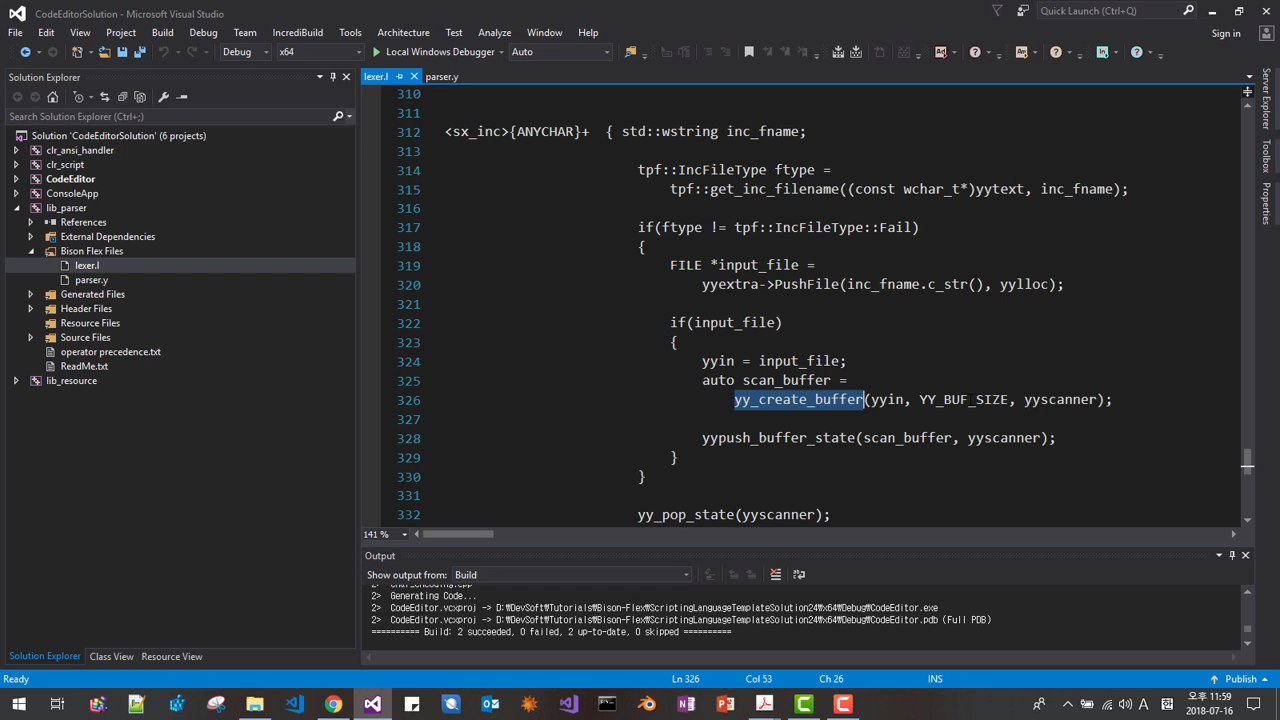 CodeEditorSolution - Microsoft Visual Studio
Quick Launch (Ctrl+Q)
File Edit View Project Build Debug Team IncrediBuild Tools Architecture Test Analyze Window Help
Sign in
Debug x64 Local Windows Debugger Auto
Solution Explorer
Search Solution Explorer (Ctrl+;)
Solution 'CodeEditorSolution' (6 projects)
clr_ansi_handler
clr_script
CodeEditor
ConsoleApp
lib_parser
References
External Dependencies
Bison Flex Files
lexer.l
parser.y
Generated Files
Header Files
Resource Files
Source Files
operator precedence.txt
ReadMe.txt
lib_resource
Solution Explorer Class View Resource View
lexer.l parser.y
310
311
312 <sx_inc>{ANYCHAR}+ { std::wstring inc_fname;
313
314 tpf::IncFileType ftype =
315 tpf::get_inc_filename((const wchar_t*)yytext, inc_fname);
316
317 if(ftype != tpf::IncFileType::Fail)
318 {
319 FILE *input_file =
320 yyextra->PushFile(inc_fname.c_str(), yylloc);
321
322 if(input_file)
323 {
324 yyin = input_file;
325 auto scan_buffer =
326 yy_create_buffer(yyin, YY_BUF_SIZE, yyscanner);
327
328 yypush_buffer_state(scan_buffer, yyscanner);
329 }
330 }
331
332 yy_pop_state(yyscanner);
141 %
Server Explorer
Toolbox
Properties
Output
Show output from: Build
2> Generating Code...
2> CodeEditor.vcxproj -> D:₩DevSoft₩Tutorials₩Bison-Flex₩ScriptingLanguageTemplateSolution24₩x64₩Debug₩CodeEditor.exe
2> CodeEditor.vcxproj -> D:₩DevSoft₩Tutorials₩Bison-Flex₩ScriptingLanguageTemplateSolution24₩x64₩Debug₩CodeEditor.pdb (Full PDB)
========== Build: 2 succeeded, 0 failed, 2 up-to-date, 0 skipped ==========
Ready Ln 326 Col 53 Ch 26 INS Publish
A 오후 11:59
2018-07-16